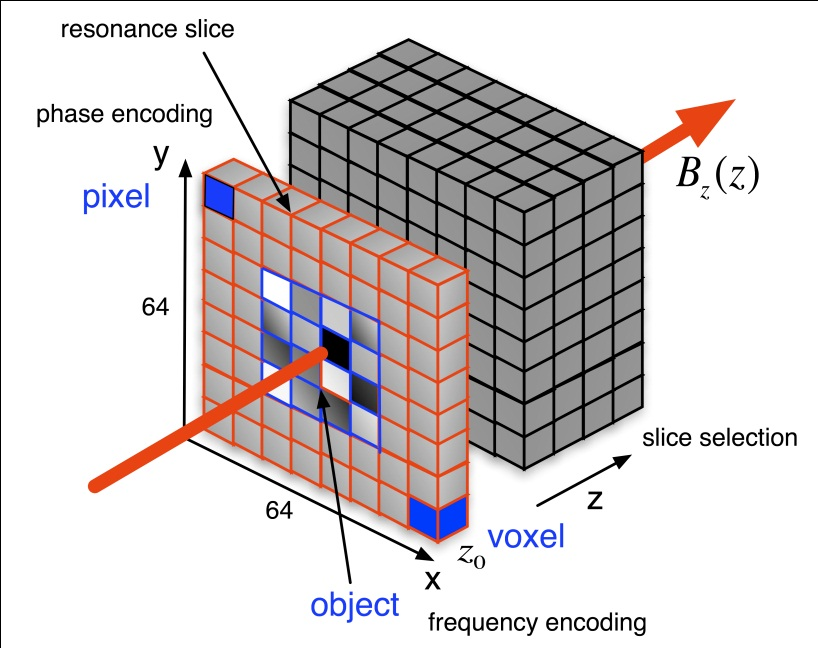 resonance slice
phase encoding
y
pixel
B_z(z)
64
slice selection
64
z
voxel
z_0
x
object
frequency encoding